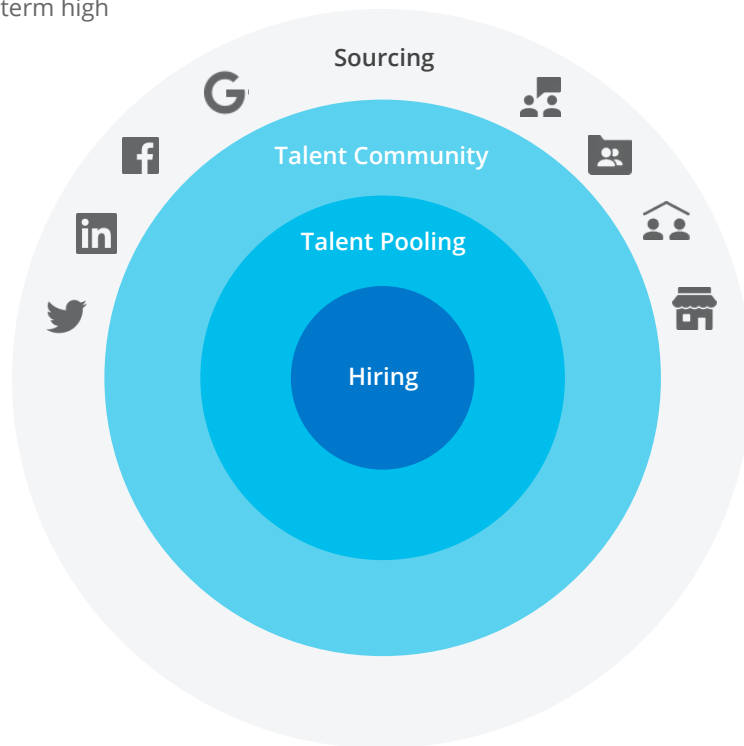 term high
Sourcing
Talent Community
Talent Pooling
Hiring